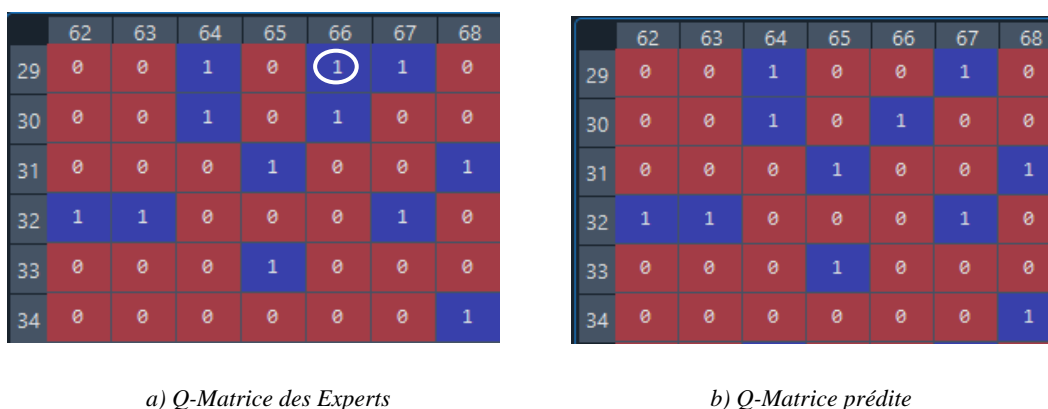 62 63 64 65 66 67 68
29 0 0 1 0 1 1 0
30 0 0 1 0 1 0 0
31 0 0 0 1 0 0 1
32 1 1 0 0 0 1 0
33 0 0 0 1 0 0 0
34 0 0 0 0 0 0 1
a) Q-Matrice des Experts
62 63 64 65 66 67 68
29 0 0 1 0 0 1 0
30 0 0 1 0 1 0 0
31 0 0 0 1 0 0 1
32 1 1 0 0 0 1 0
33 0 0 0 1 0 0 0
34 0 0 0 0 0 0 1
b) Q-Matrice prédite